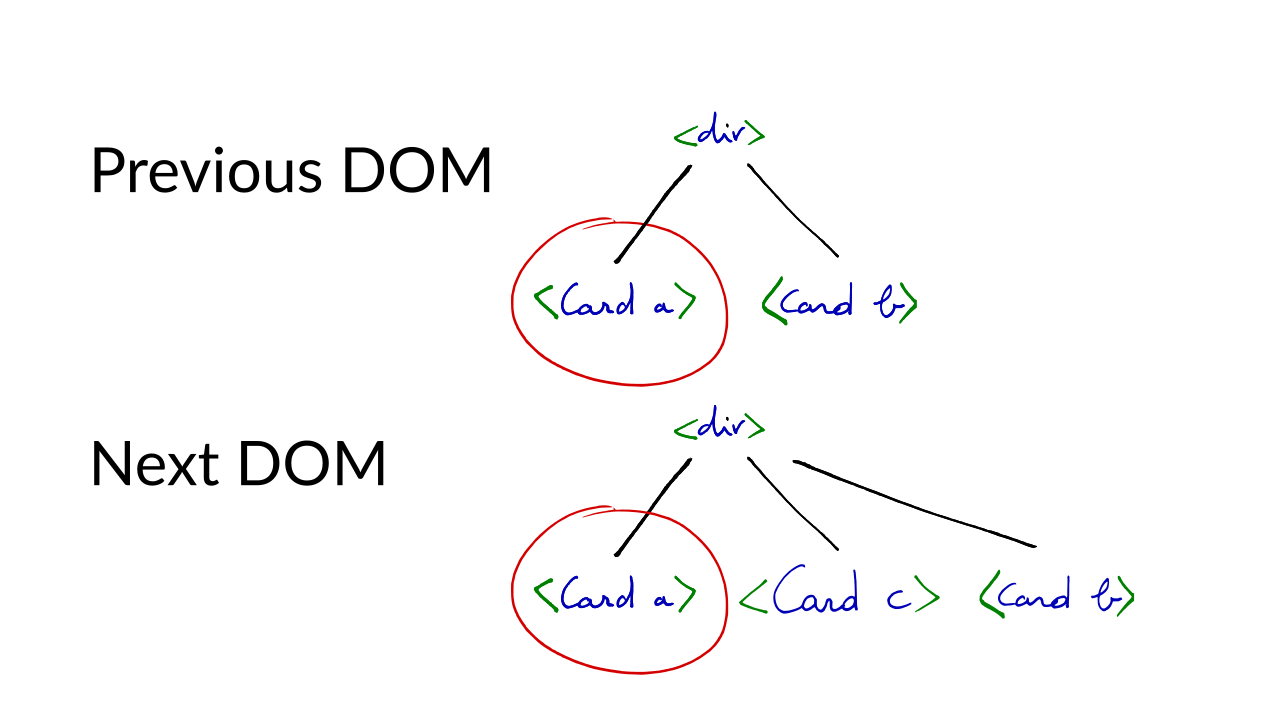 <div>
Previous DOM
<Card a> <Card b>
<div>
Next DOM
<Card a> <Card c> <Card b>